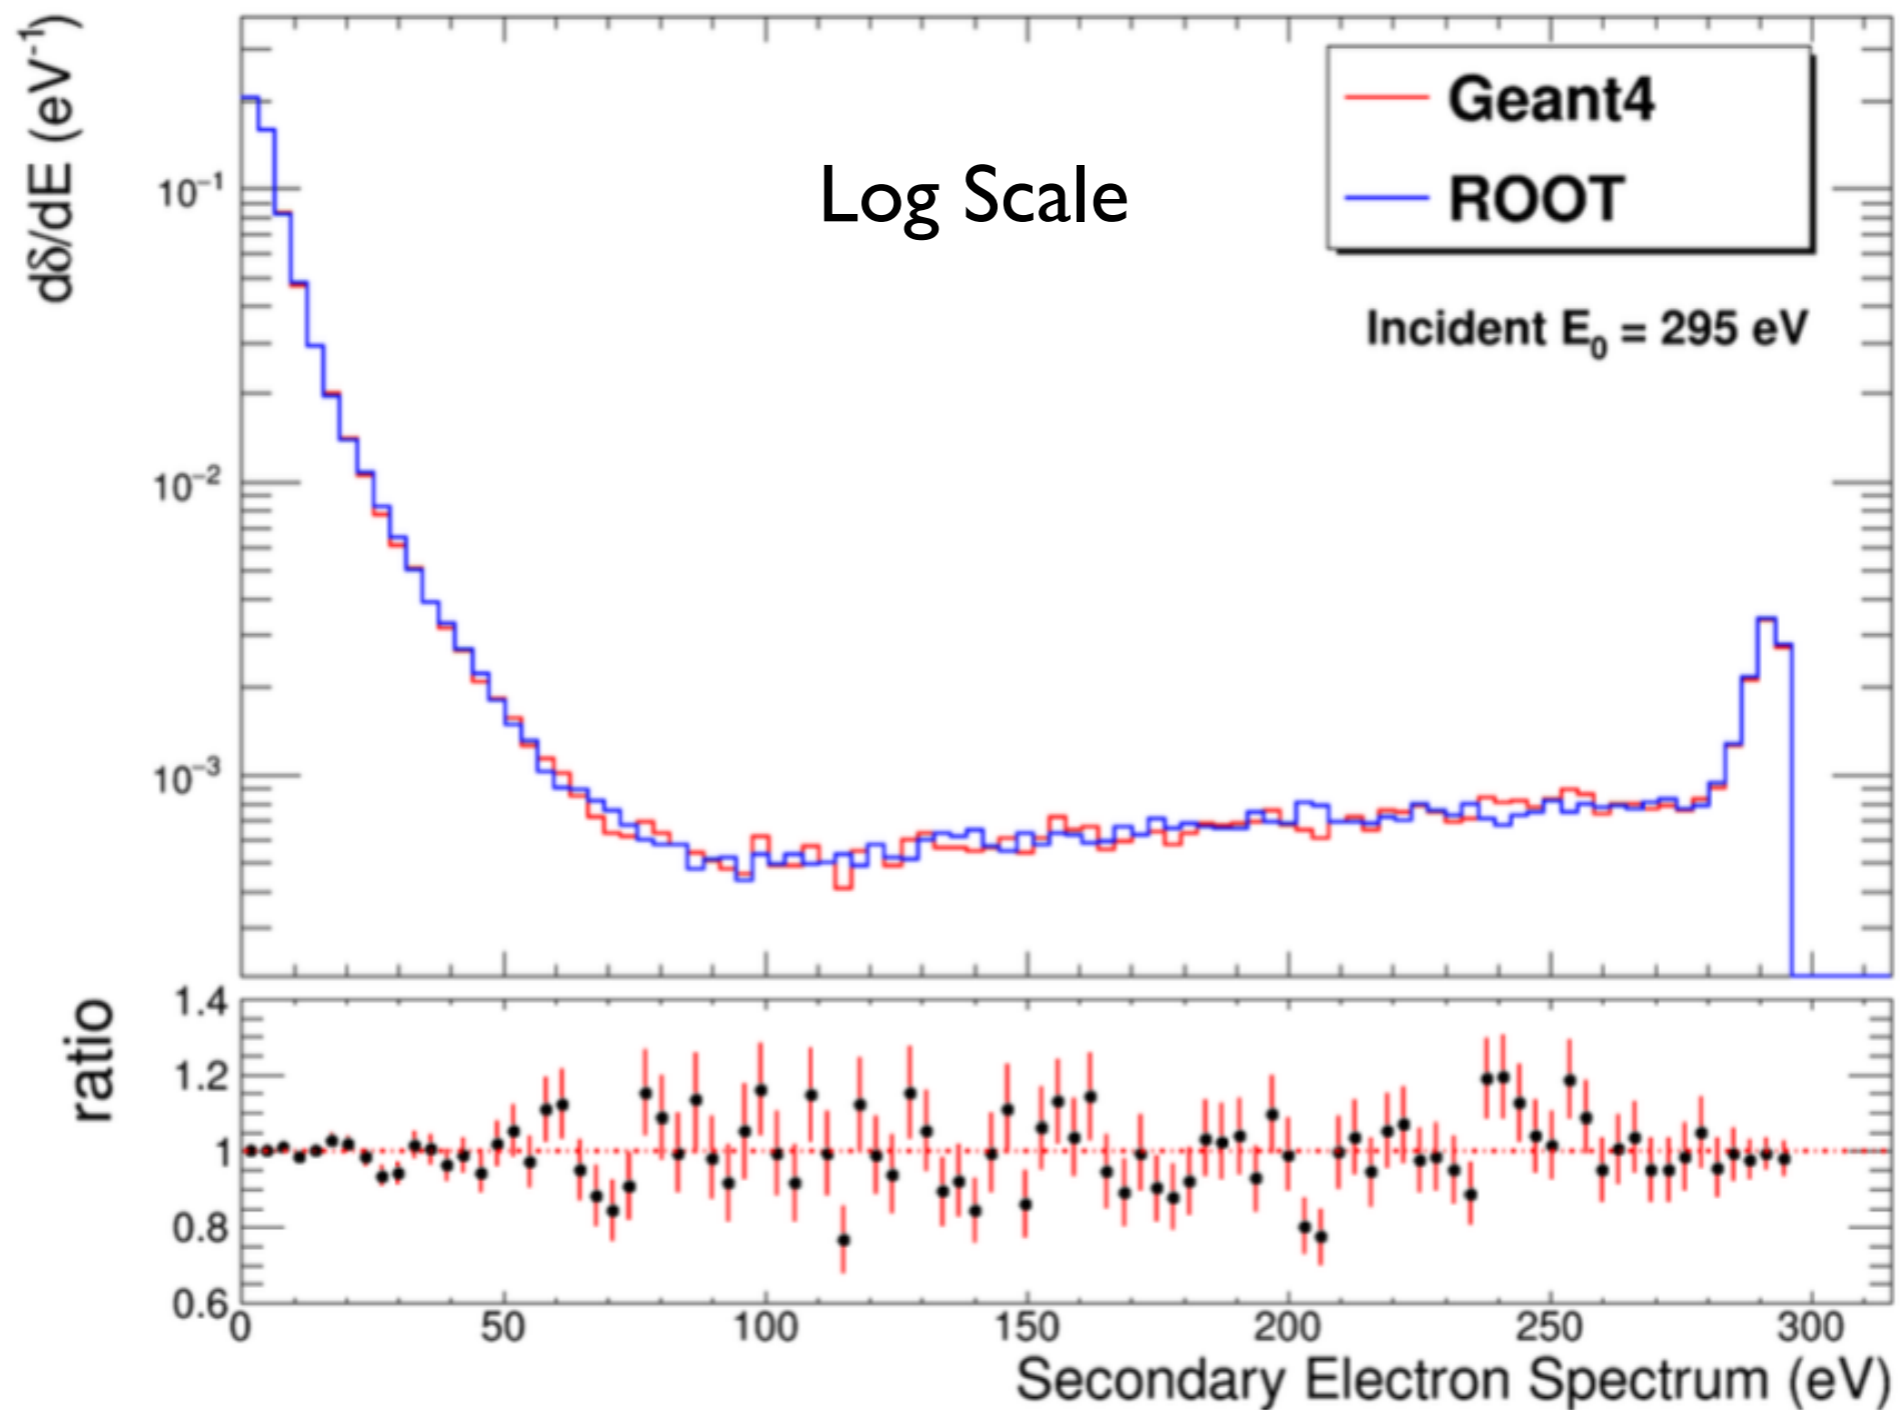 dδ/dE (eV⁻¹)
10⁻¹
10⁻²
10⁻³
Log Scale
Geant4
ROOT
Incident E₀ = 295 eV
ratio
1.4
1.2
1
0.8
0.6
0 50 100 150 200 250 300
Secondary Electron Spectrum (eV)